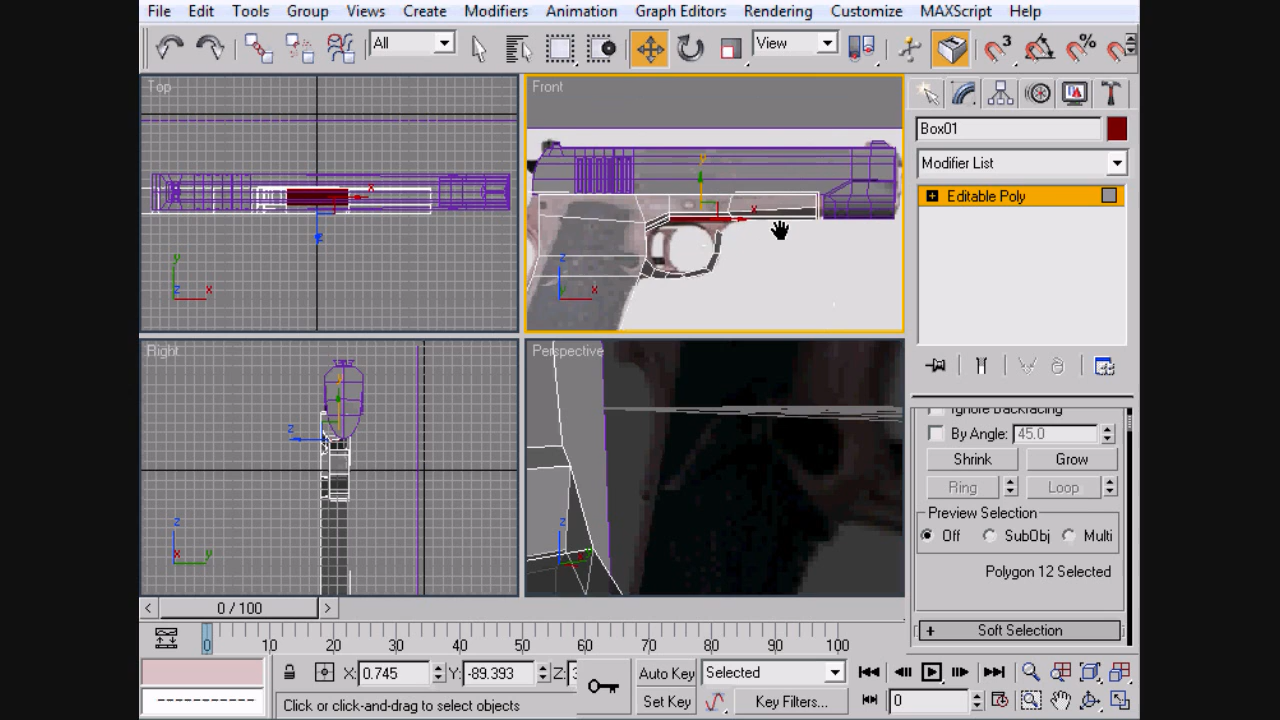 File Edit Tools Group Views Create Modifiers Animation Graph Editors Rendering Customize MAXScript Help
All View 3 %
Top
Front
Box01
Modifier List
Editable Poly
x
y
z
Right
Perspective
Ignore Backfacing
By Angle: 45.0
Shrink Grow
Ring Loop
Preview Selection
Off SubObj Multi
Polygon 12 Selected
+ Soft Selection
< 0 / 100 >
0 10 20 30 40 50 60 70 80 90 100
X: 0.745 Y: -89.393 Z:
Auto Key Selected
Click or click-and-drag to select objects
Set Key Key Filters... 0